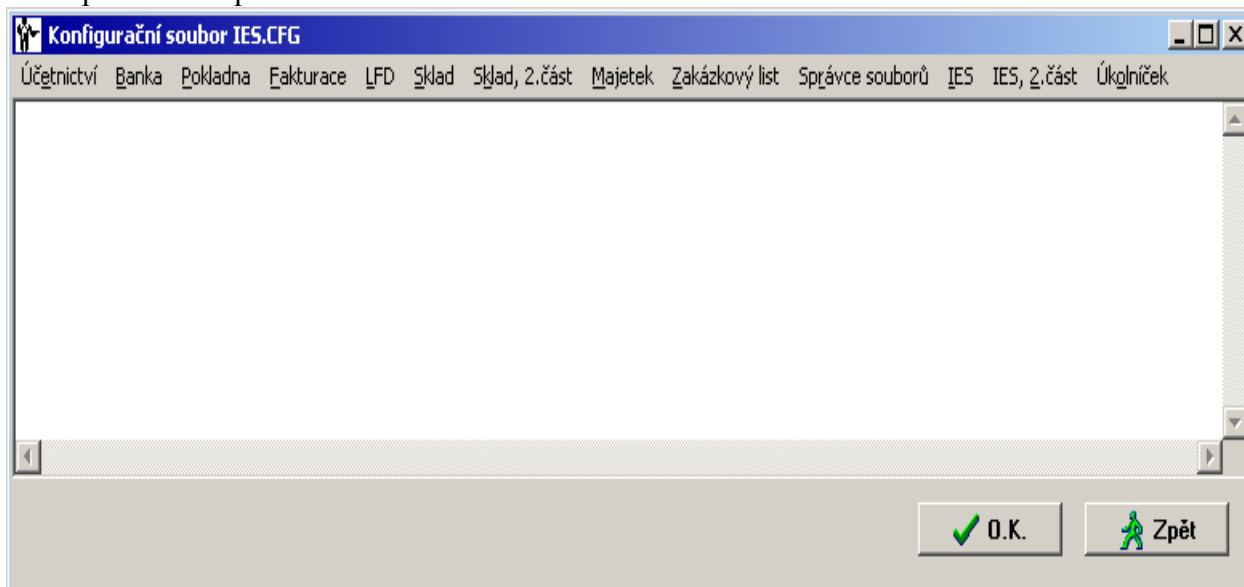 Konfigurační soubor IES.CFG
Účetnictví Banka Pokladna Fakturace LFD Sklad Sklad, 2.část Majetek Zakázkový list Správce souborů IES IES, 2.část Úkolníček
O.K. Zpět